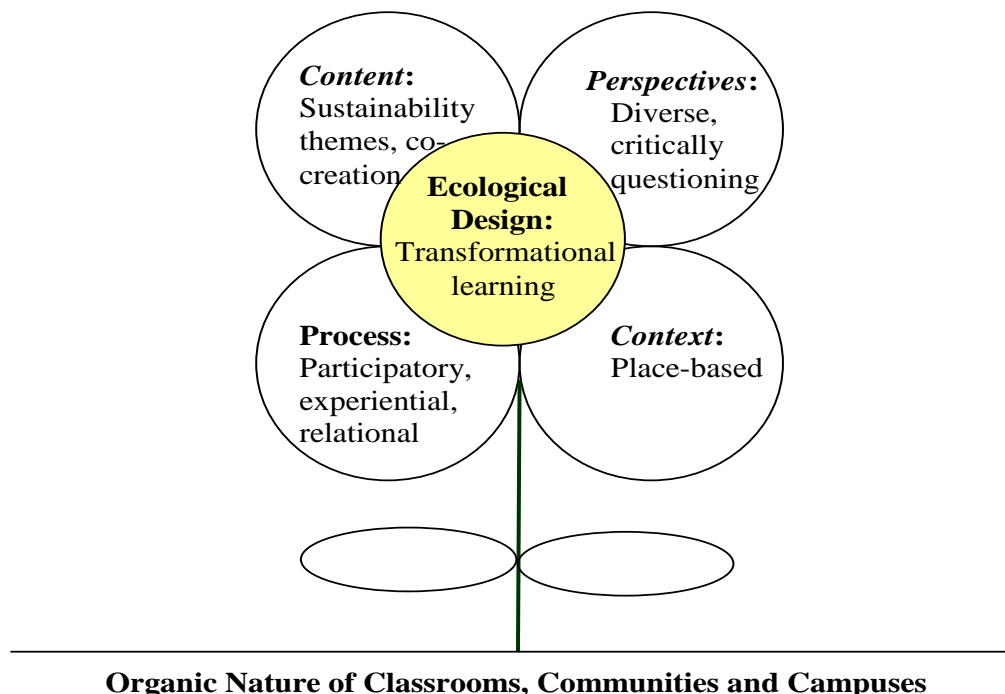 Content:
Sustainability
themes, co-
creation
Perspectives:
Diverse,
critically
questioning
Ecological
Design:
Transformational
learning
Process:
Participatory,
experiential,
relational
Context:
Place-based
Organic Nature of Classrooms, Communities and Campuses